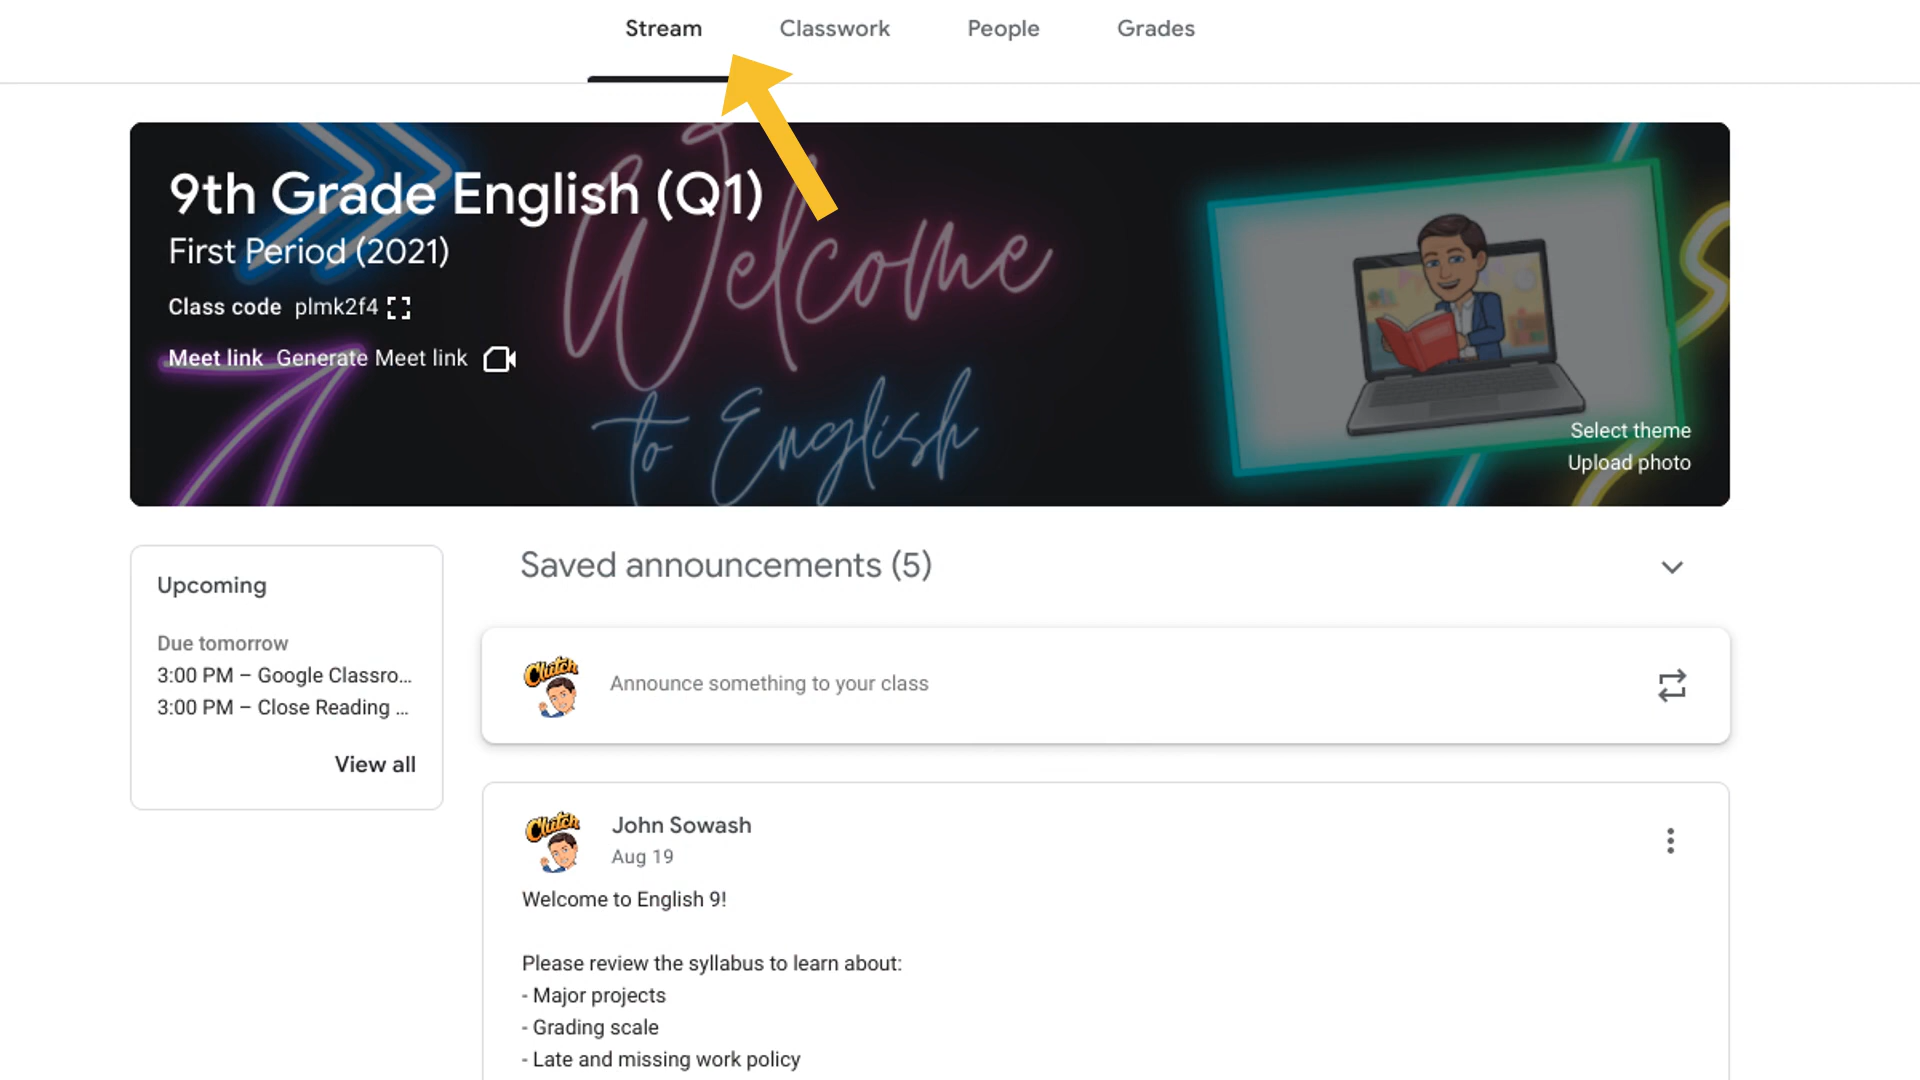 Stream Classwork People Grades
9th Grade English (Q1)
First Period (2021)
Class code plmk2f4
Meet link Generate Meet link
Welcome
to English
Select theme
Upload photo
Upcoming
Due tomorrow
3:00 PM – Google Classro...
3:00 PM – Close Reading ...
View all
Saved announcements (5)
Clutch
Announce something to your class
Clutch
John Sowash
Aug 19
Welcome to English 9!
Please review the syllabus to learn about:
- Major projects
- Grading scale
- Late and missing work policy